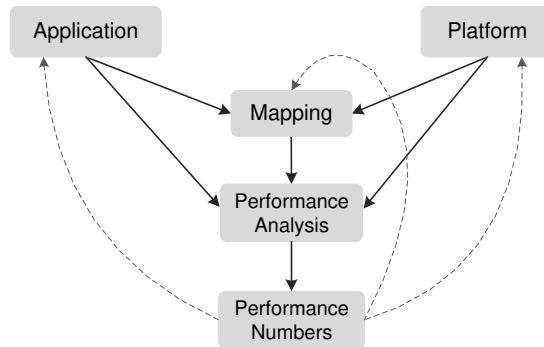 Application
Platform
Mapping
Performance
Analysis
Performance
Numbers